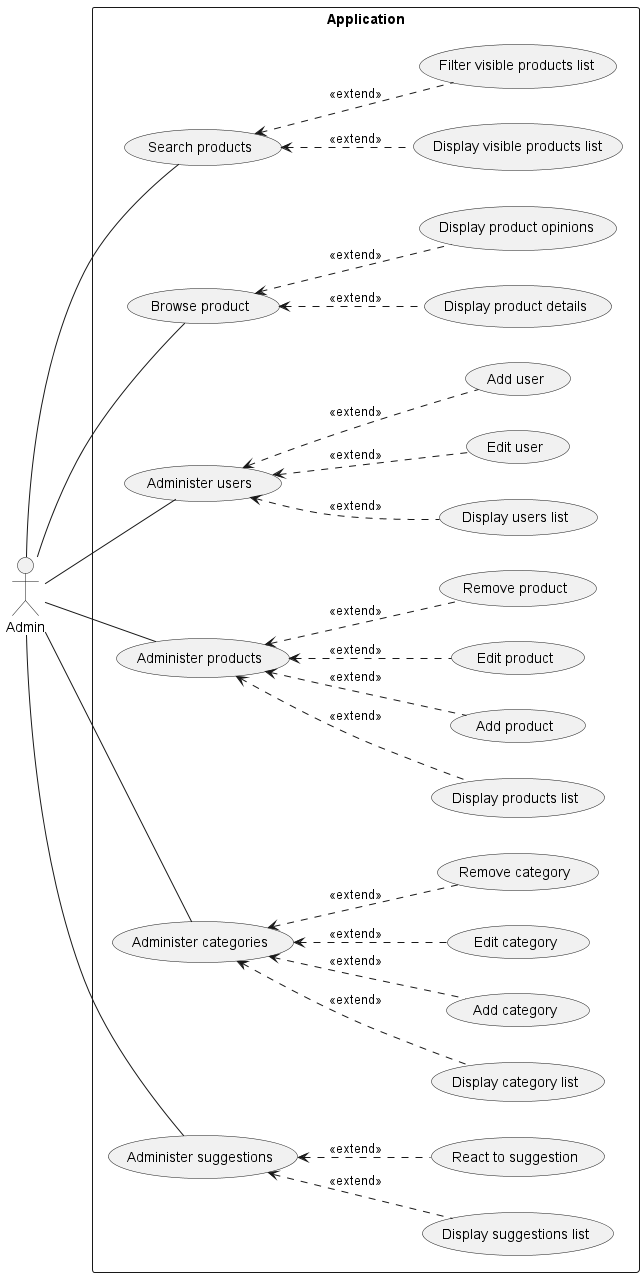 Application
Filter visible products list
«extend»
Search products
«extend»
Display visible products list
Display product opinions
«extend»
Browse product
«extend»
Display product details
Add user
«extend»
Edit user
Administer users
«extend»
Display users list
Admin
Remove product
«extend»
Administer products
«extend»
Edit product
«extend»
Add product
«extend»
Display products list
Remove category
«extend»
Administer categories
«extend»
Edit category
«extend»
Add category
«extend»
Display category list
Administer suggestions
«extend»
React to suggestion
«extend»
Display suggestions list